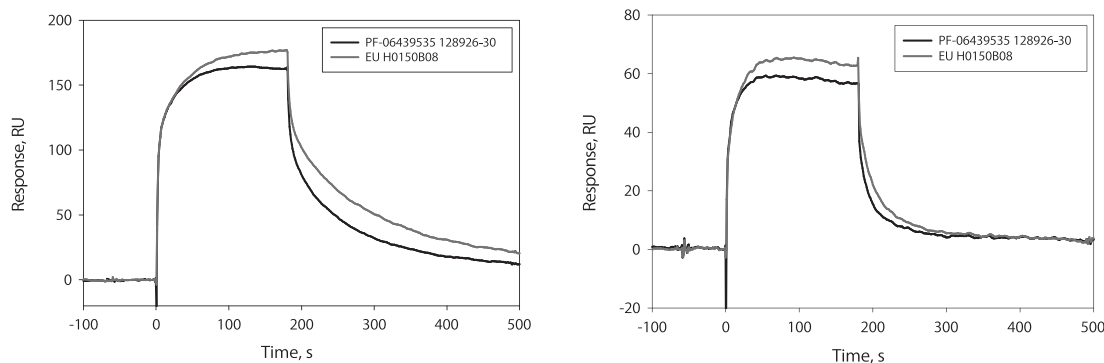 200
150
100
50
0
Response, RU
PF-06439535 128926-30
EU H0150B08
-100 0 100 200 300 400 500
Time, s
80
60
40
20
0
-20
Response, RU
PF-06439535 128926-30
EU H0150B08
-100 0 100 200 300 400 500
Time, s